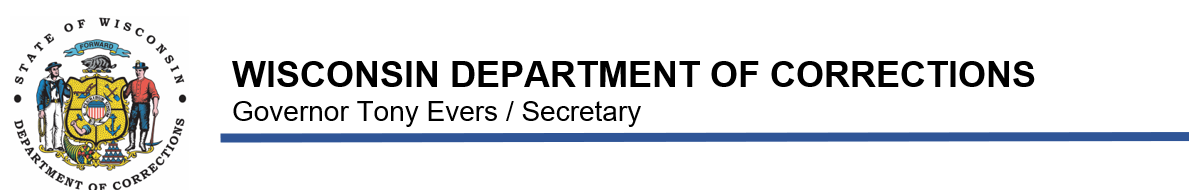 STATE OF WISCONSIN
FORWARD
DEPARTMENT OF CORRECTIONS
WISCONSIN DEPARTMENT OF CORRECTIONS
Governor Tony Evers / Secretary